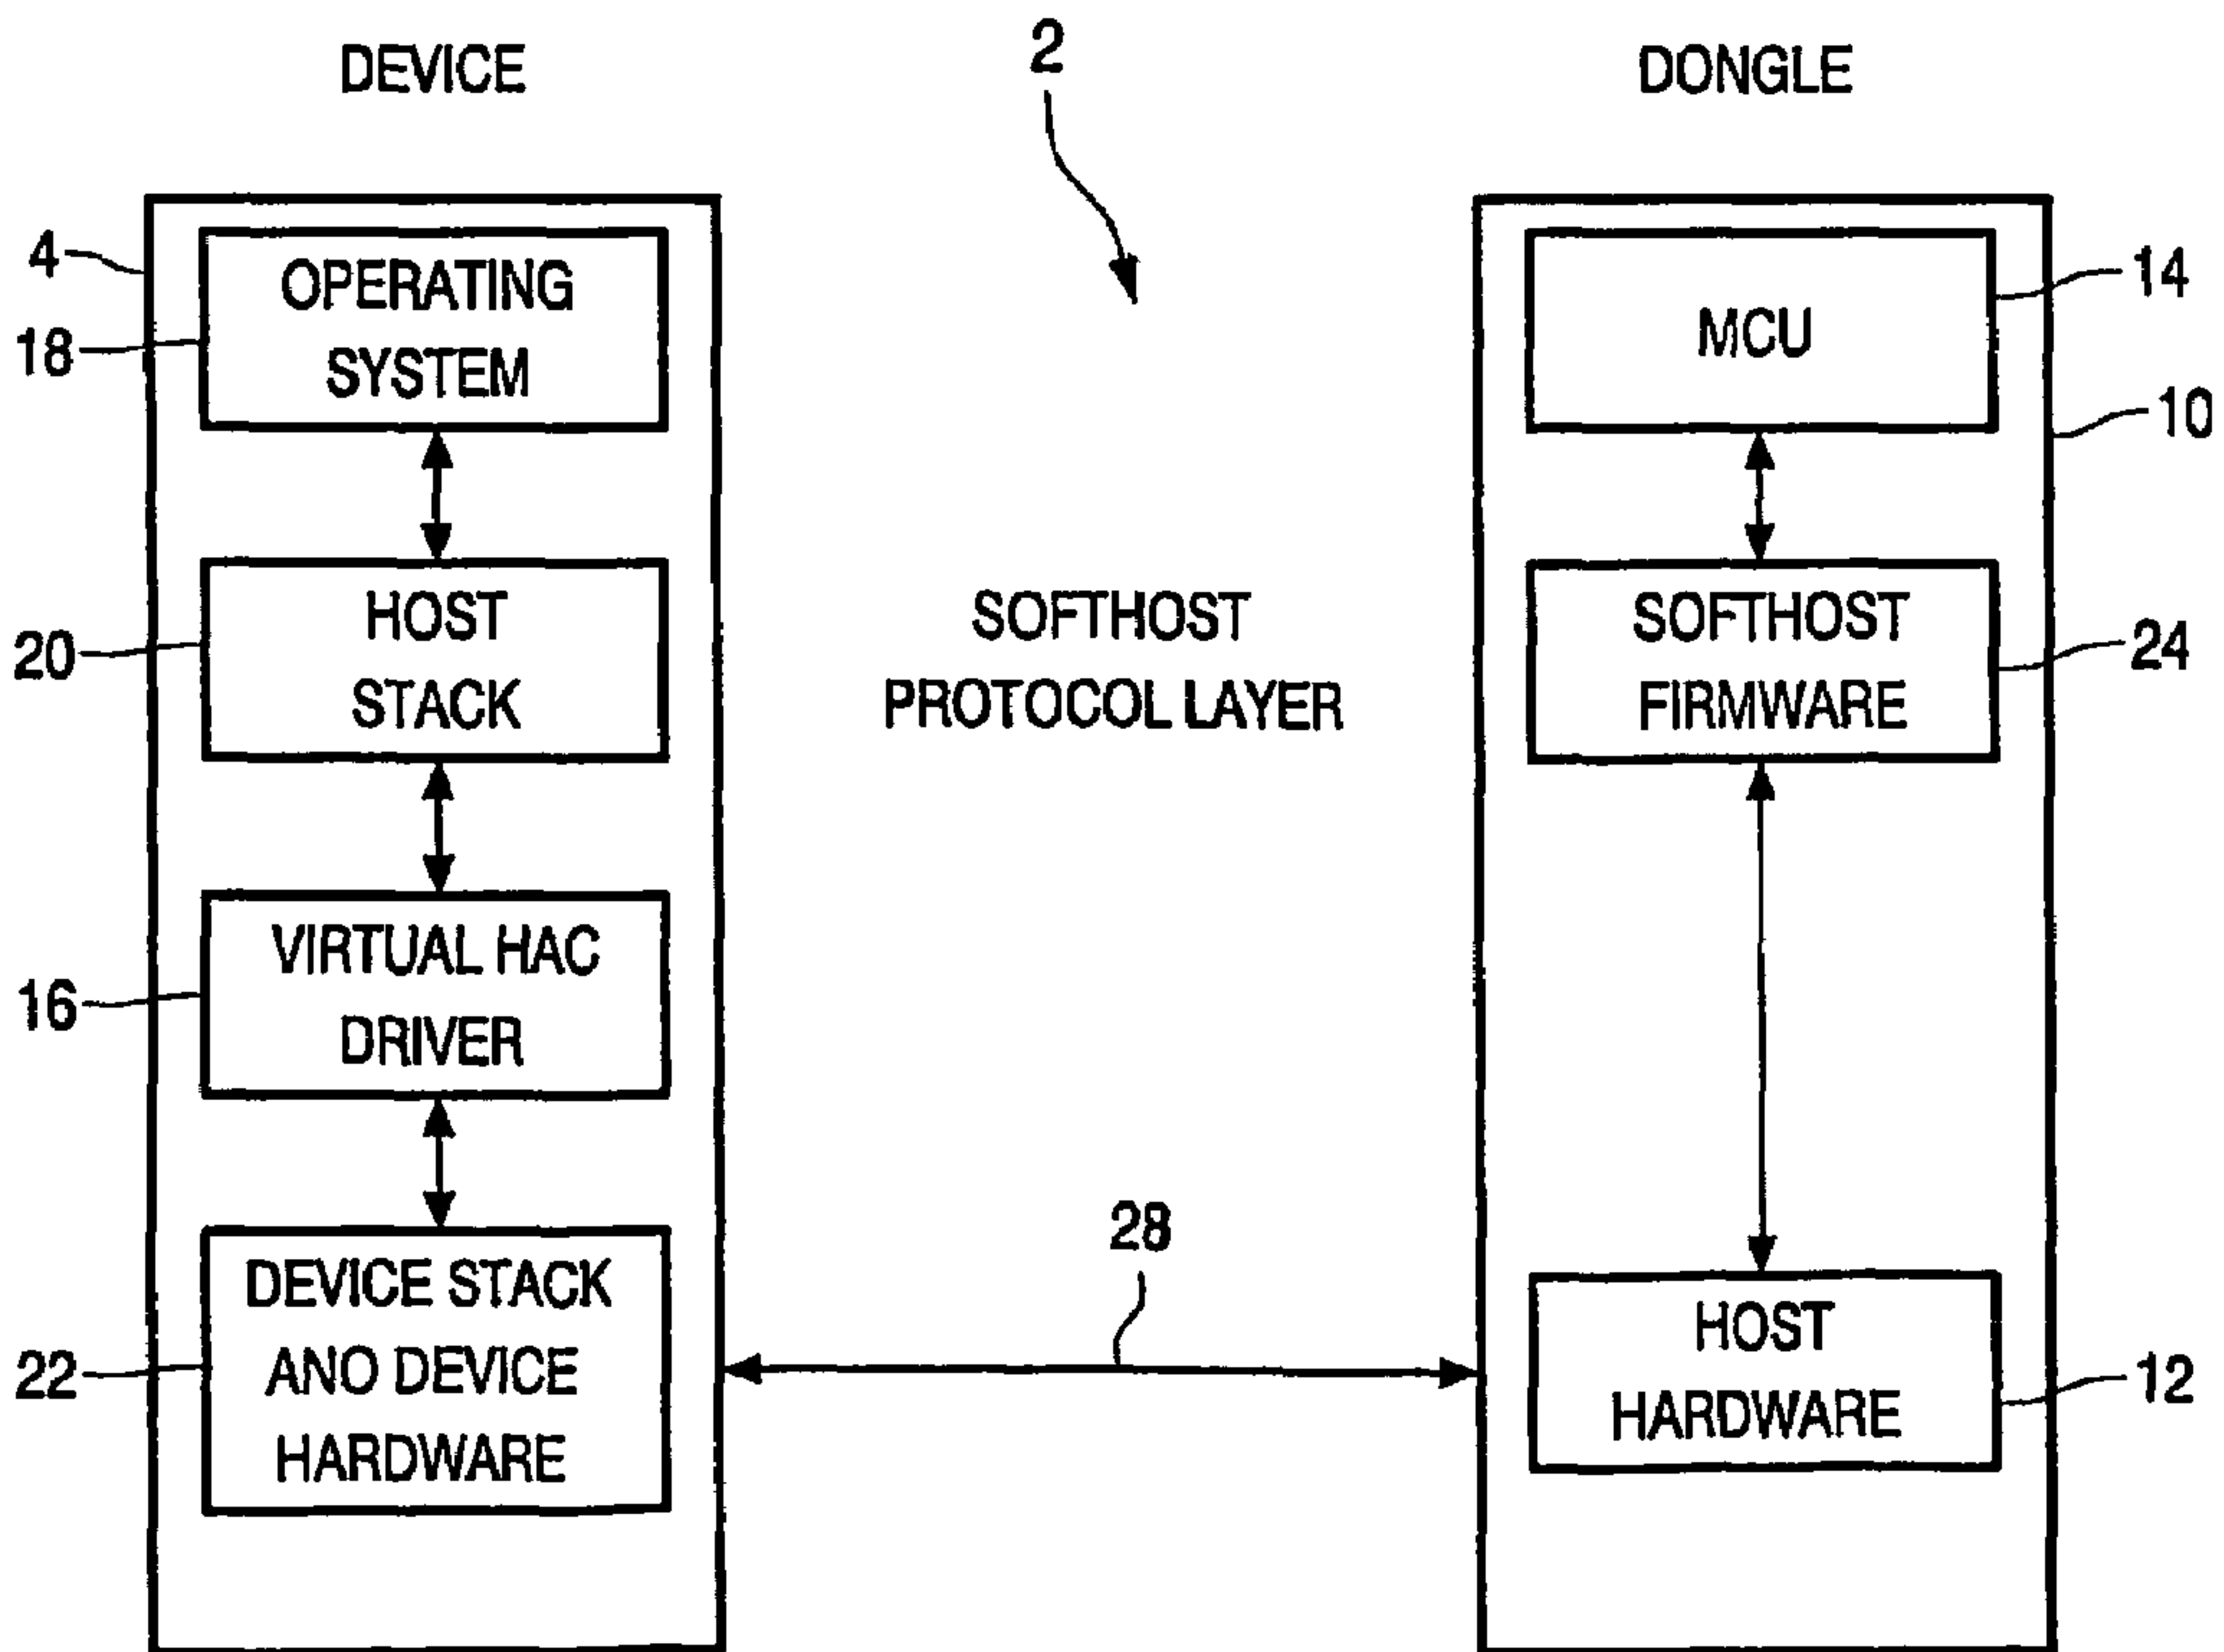 DEVICE
2
DONGLE
4
OPERATING
SYSTEM
18
MCU
14
10
HOST
STACK
20
SOFTHOST
PROTOCOL LAYER
SOFTHOST
FIRMWARE
24
VIRTUAL HAC
DRIVER
16
DEVICE STACK
ANO DEVICE
HARDWARE
22
28
HOST
HARDWARE
12